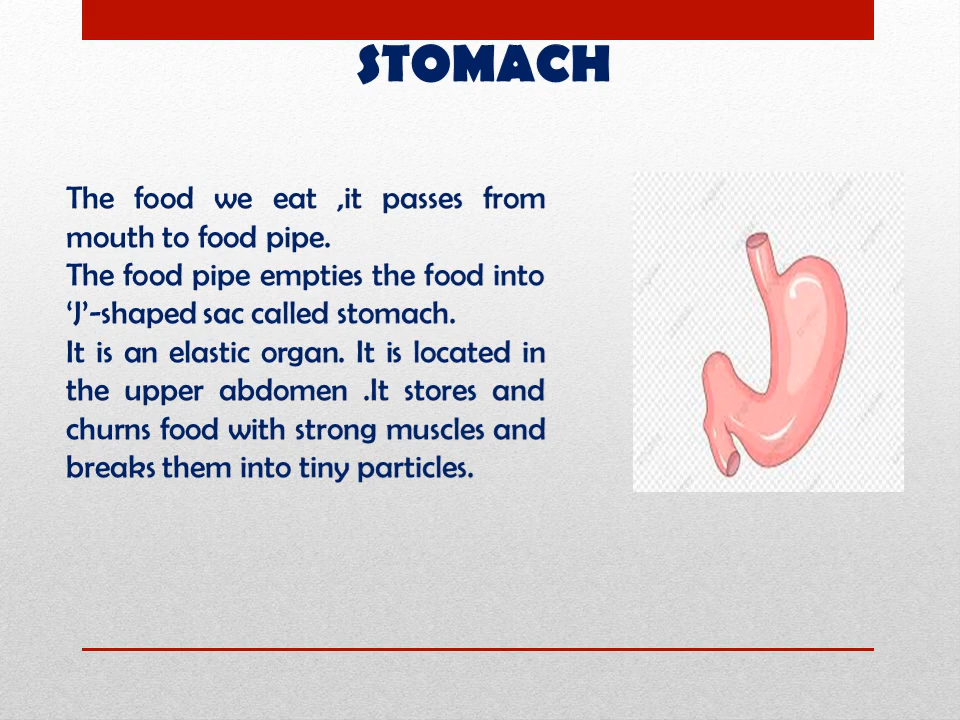 STOMACH
The food we eat ,it passes from
mouth to food pipe.
The food pipe empties the food into
‘J’-shaped sac called stomach.
It is an elastic organ. It is located in
the upper abdomen .It stores and
churns food with strong muscles and
breaks them into tiny particles.